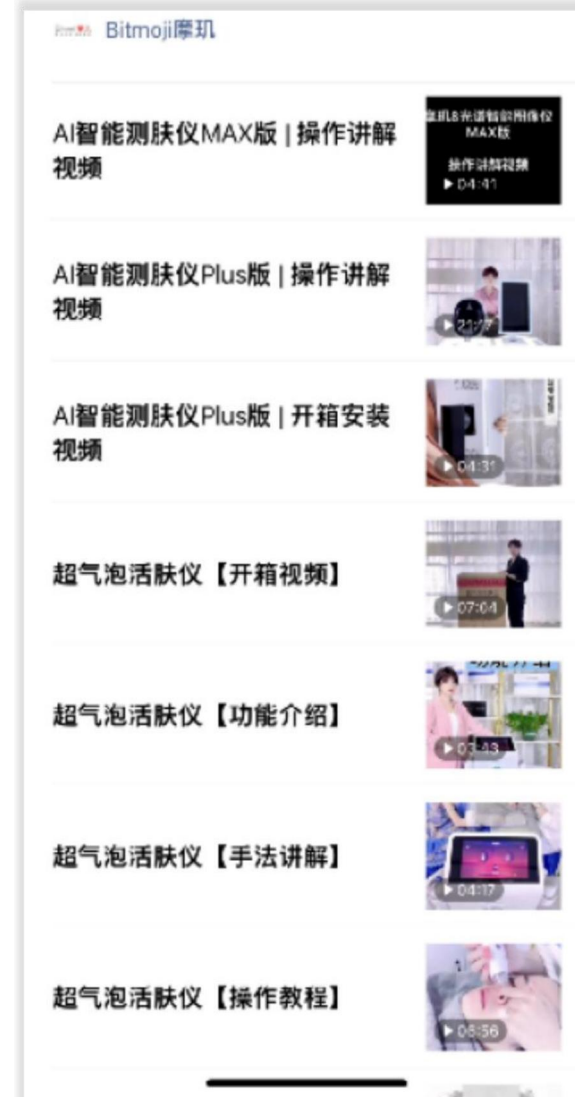 Bitmoji摩玑
AI智能测肤仪MAX版 | 操作讲解
视频
MAX版
操作讲解视频
04:41
AI智能测肤仪Plus版 | 操作讲解
视频
AI智能测肤仪Plus版 | 开箱安装
视频
04:31
超气泡活肤仪【开箱视频】
07:04
超气泡活肤仪【功能介绍】
功能介绍
03:43
超气泡活肤仪【手法讲解】
04:17
超气泡活肤仪【操作教程】
06:56